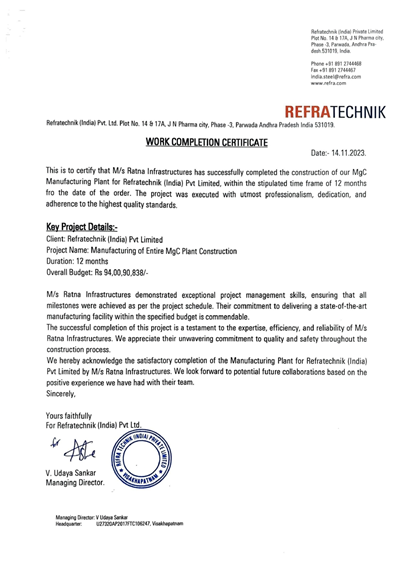 Refratechnik (India) Private Limited
Plot No. 14 & 17A, J N Pharma city,
Phase -3, Parwada, Andhra Pra-
desh 531019, India.
Phone +91 891 2744468
Fax +91 891 2744467
india.steel@refra.com
www.refra.com
REFRATECHNIK
Refratechnik (India) Pvt. Ltd. Plot No. 14 & 17A, J N Pharma city, Phase -3, Parwada Andhra Pradesh India 531019.
WORK COMPLETION CERTIFICATE
Date:- 14.11.2023.
This is to certify that M/s Ratna Infrastructures has successfully completed the construction of our MgC
Manufacturing Plant for Refratechnik (India) Pvt Limited, within the stipulated time frame of 12 months
fro the date of the order. The project was executed with utmost professionalism, dedication, and
adherence to the highest quality standards.
Key Project Details:-
Client: Refratechnik (India) Pvt Limited
Project Name: Manufacturing of Entire MgC Plant Construction
Duration: 12 months
Overall Budget: Rs 94,00,90,838/-
M/s Ratna Infrastructures demonstrated exceptional project management skills, ensuring that all
milestones were achieved as per the project schedule. Their commitment to delivering a state-of-the-art
manufacturing facility within the specified budget is commendable.
The successful completion of this project is a testament to the expertise, efficiency, and reliability of M/s
Ratna Infrastructures. We appreciate their unwavering commitment to quality and safety throughout the
construction process.
We hereby acknowledge the satisfactory completion of the Manufacturing Plant for Refratechnik (India)
Pvt Limited by M/s Ratna Infrastructures. We look forward to potential future collaborations based on the
positive experience we have had with their team.
Sincerely,
Yours faithfully
For Refratechnik (India) Pvt Ltd.
for
REFRA TECHNIK (INDIA) PRIVATE LIMITED
VISAKHAPATNAM
V. Udaya Sankar
Managing Director.
Managing Director: V Udaya Sankar
Headquarter: U27320AP2017FTC106247, Visakhapatnam